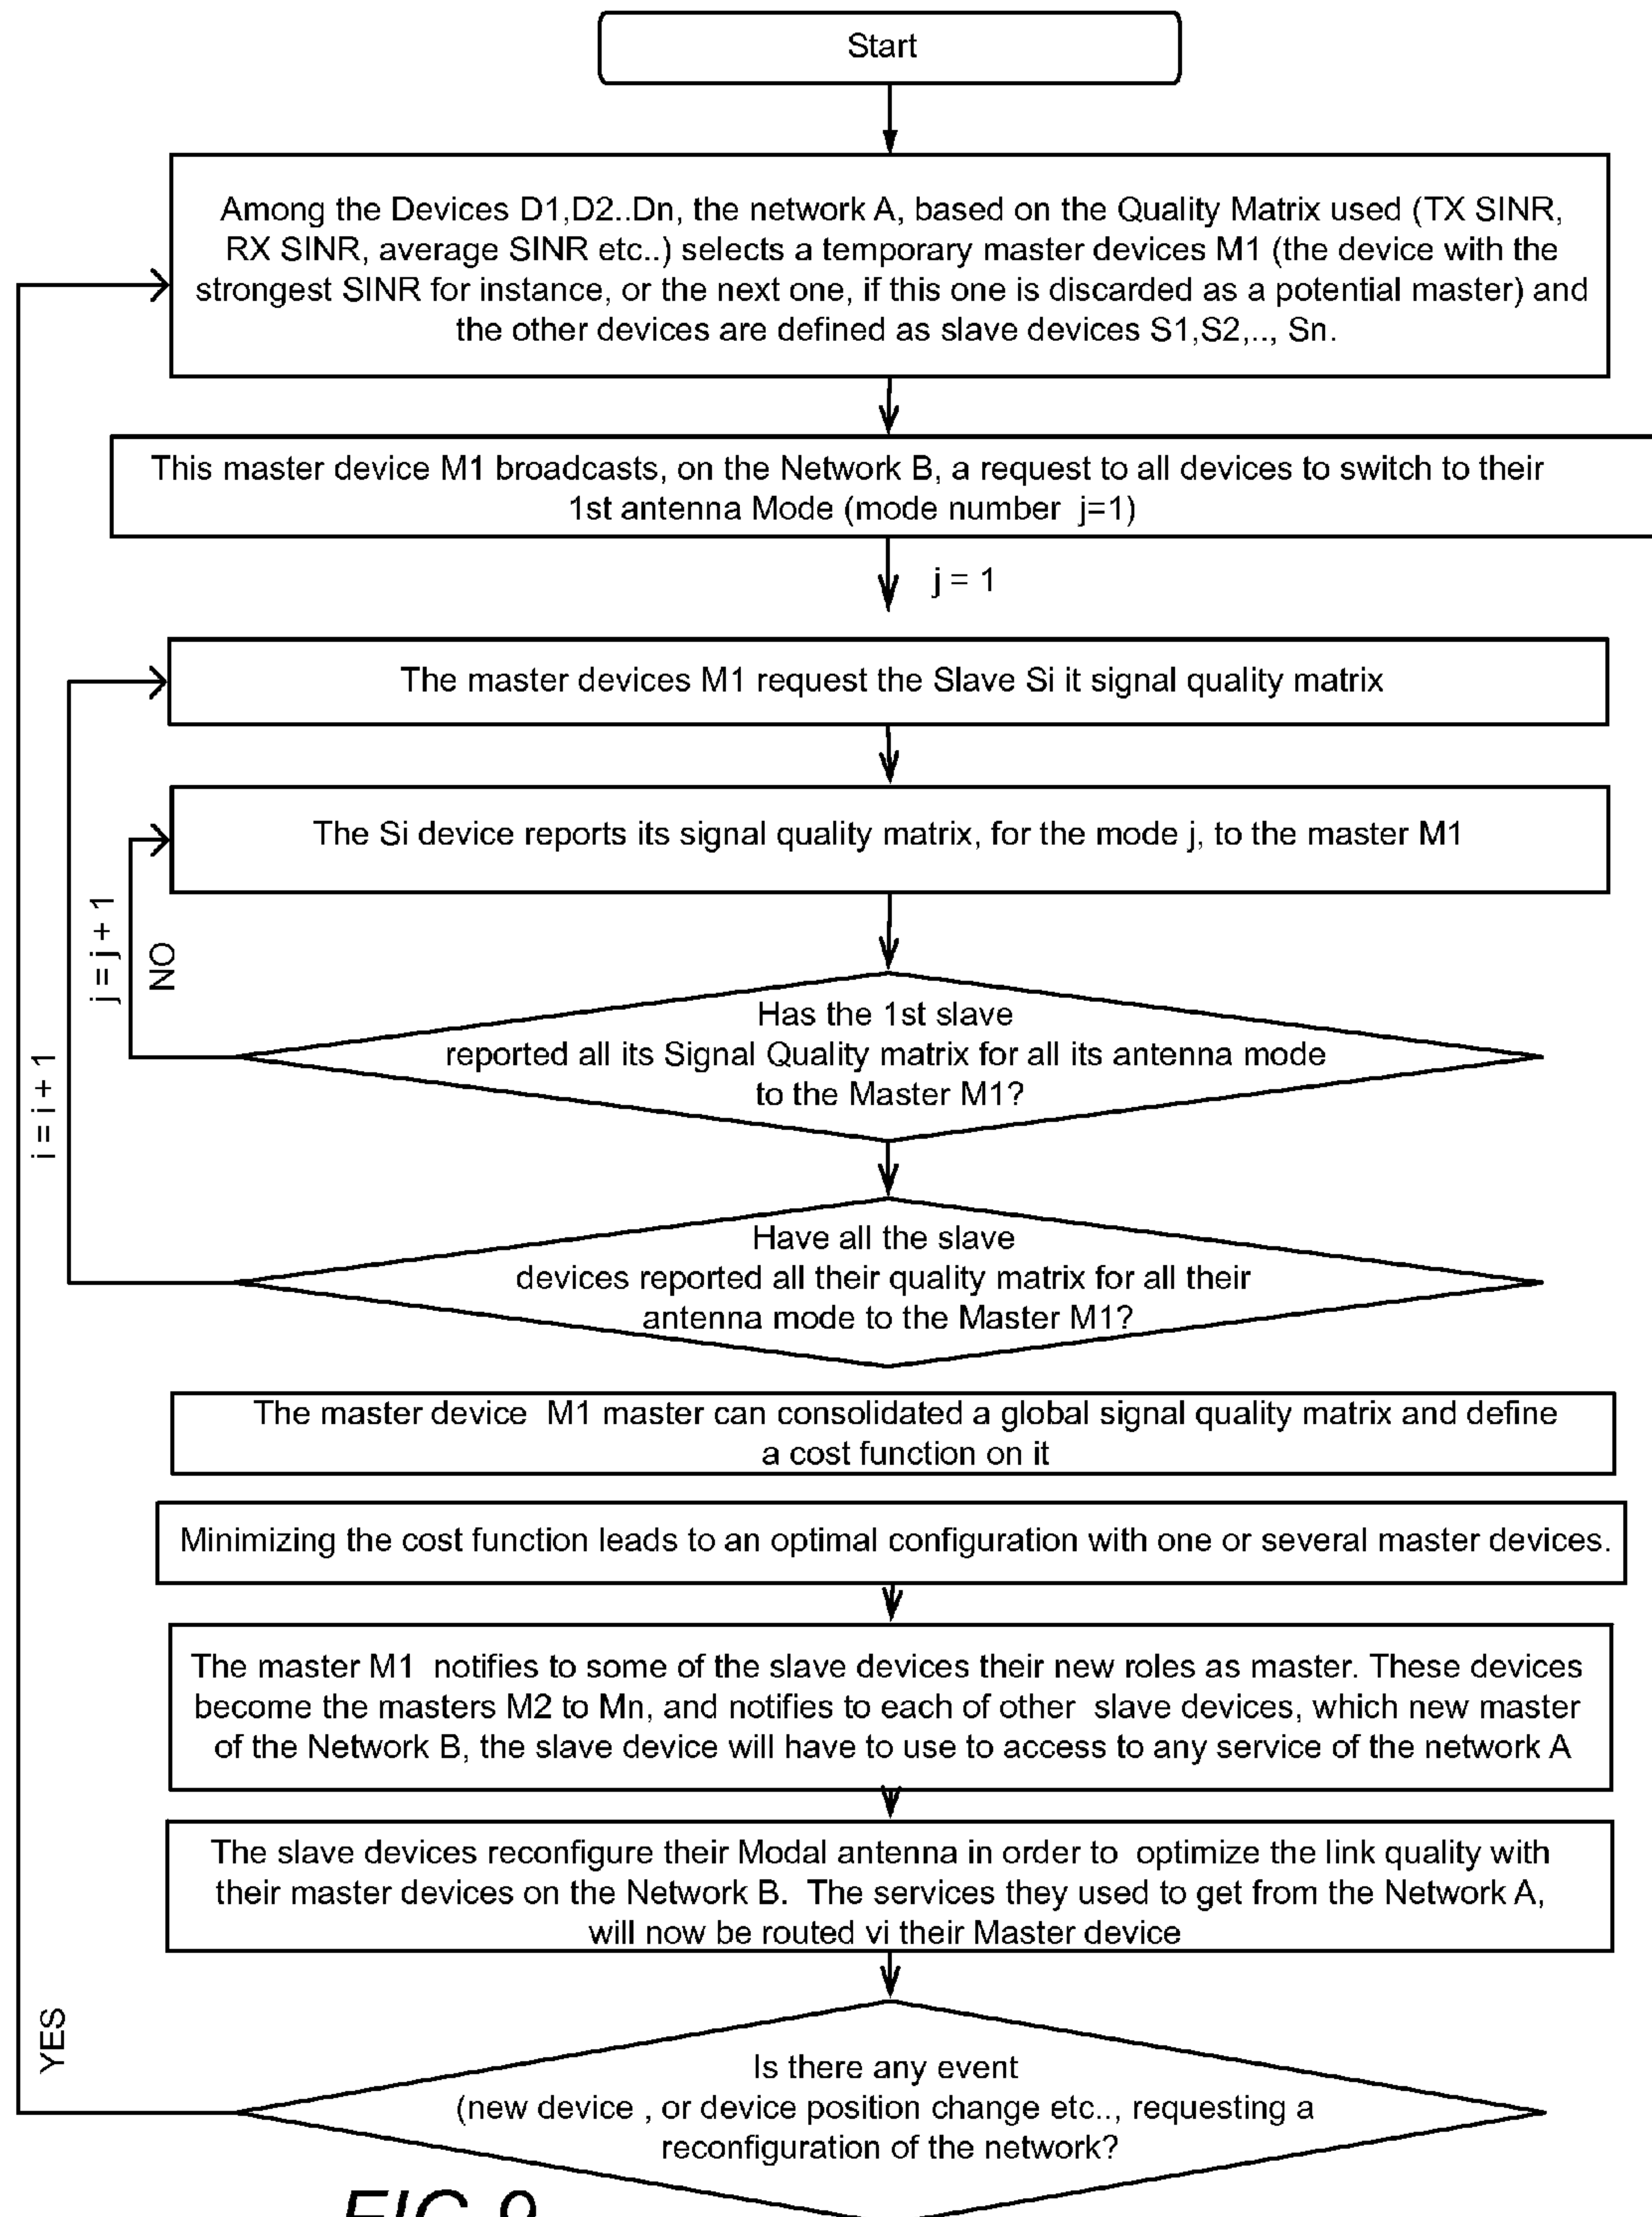 Start
Among the Devices D1,D2..Dn, the network A, based on the Quality Matrix used (TX SINR,
RX SINR, average SINR etc..) selects a temporary master devices M1 (the device with the
strongest SINR for instance, or the next one, if this one is discarded as a potential master) and
the other devices are defined as slave devices S1,S2,.., Sn.
This master device M1 broadcasts, on the Network B, a request to all devices to switch to their
1st antenna Mode (mode number j=1)
j = 1
The master devices M1 request the Slave Si it signal quality matrix
The Si device reports its signal quality matrix, for the mode j, to the master M1
j = j + 1
NO
Has the 1st slave
reported all its Signal Quality matrix for all its antenna mode
to the Master M1?
i = i + 1
Have all the slave
devices reported all their quality matrix for all their
antenna mode to the Master M1?
The master device M1 master can consolidated a global signal quality matrix and define
a cost function on it
Minimizing the cost function leads to an optimal configuration with one or several master devices.
The master M1 notifies to some of the slave devices their new roles as master. These devices
become the masters M2 to Mn, and notifies to each of other slave devices, which new master
of the Network B, the slave device will have to use to access to any service of the network A
The slave devices reconfigure their Modal antenna in order to optimize the link quality with
their master devices on the Network B. The services they used to get from the Network A,
will now be routed vi their Master device
YES
Is there any event
(new device , or device position change etc.., requesting a
reconfiguration of the network?
FIG.9